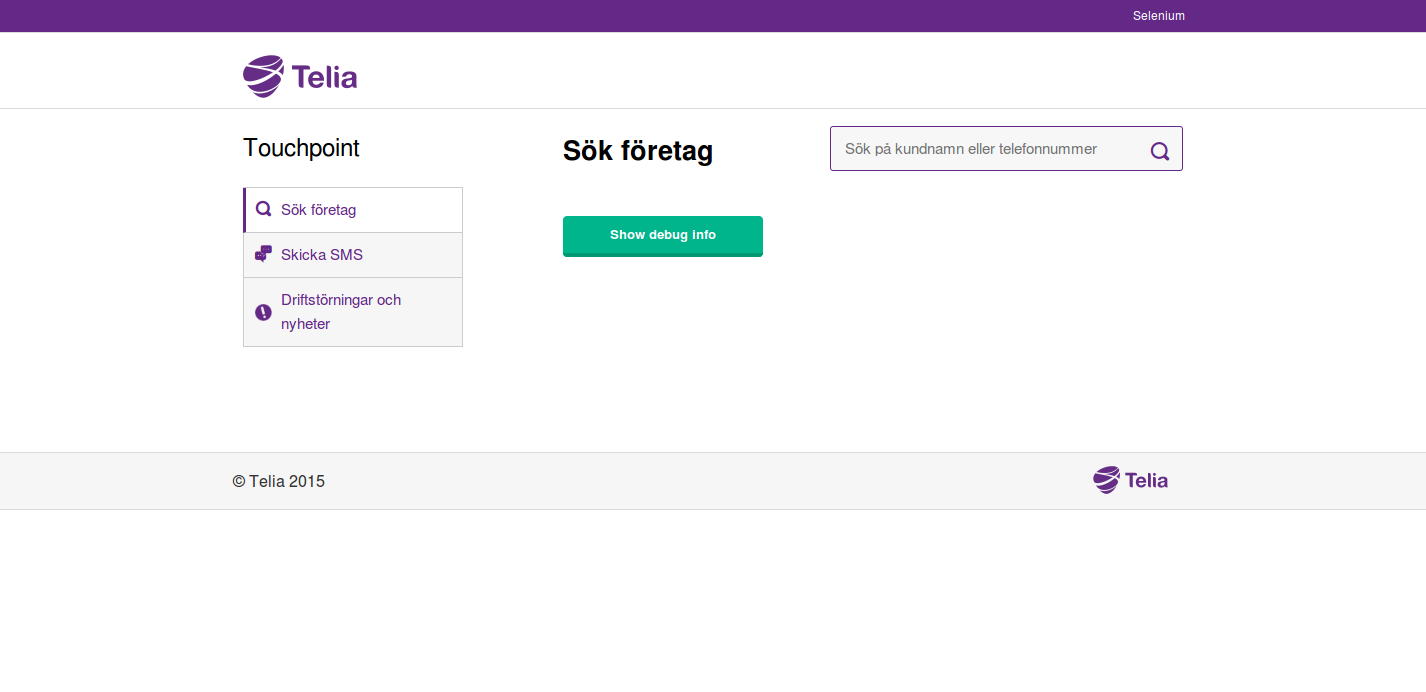 Selenium
Telia
Touchpoint
Sök företag
Skicka SMS
Driftstörningar och
nyheter
Sök företag
Sök på kundnamn eller telefonnummer
Show debug info
© Telia 2015
Telia